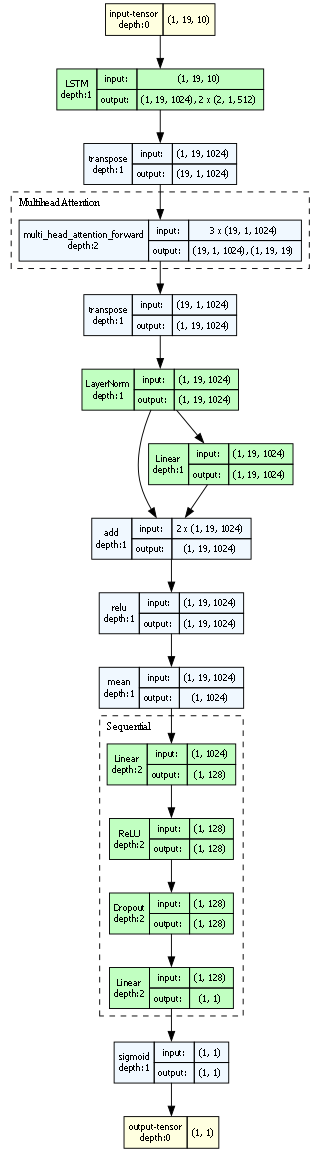 input-tensor
depth:0
(1, 19, 10)
LSTM
depth:1
input:
(1, 19, 10)
output:
(1, 19, 1024), 2 x (2, 1, 512)
transpose
depth:1
input:
(1, 19, 1024)
output:
(19, 1, 1024)
MultiheadAttention
multi_head_attention_forward
depth:2
input:
3 x (19, 1, 1024)
output:
(19, 1, 1024), (1, 19, 19)
transpose
depth:1
input:
(19, 1, 1024)
output:
(1, 19, 1024)
LayerNorm
depth:1
input:
(1, 19, 1024)
output:
(1, 19, 1024)
Linear
depth:1
input:
(1, 19, 1024)
output:
(1, 19, 1024)
add
depth:1
input:
2 x (1, 19, 1024)
output:
(1, 19, 1024)
relu
depth:1
input:
(1, 19, 1024)
output:
(1, 19, 1024)
mean
depth:1
input:
(1, 19, 1024)
output:
(1, 1024)
Sequential
Linear
depth:2
input:
(1, 1024)
output:
(1, 128)
ReLU
depth:2
input:
(1, 128)
output:
(1, 128)
Dropout
depth:2
input:
(1, 128)
output:
(1, 128)
Linear
depth:2
input:
(1, 128)
output:
(1, 1)
sigmoid
depth:1
input:
(1, 1)
output:
(1, 1)
output-tensor
depth:0
(1, 1)